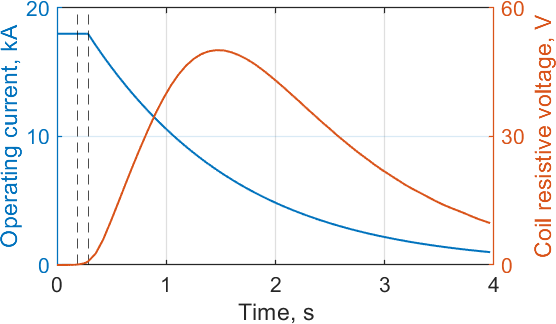 Operating current, kA
20
10
0
Coil resistive voltage, V
60
30
0
0 1 2 3 4
Time, s